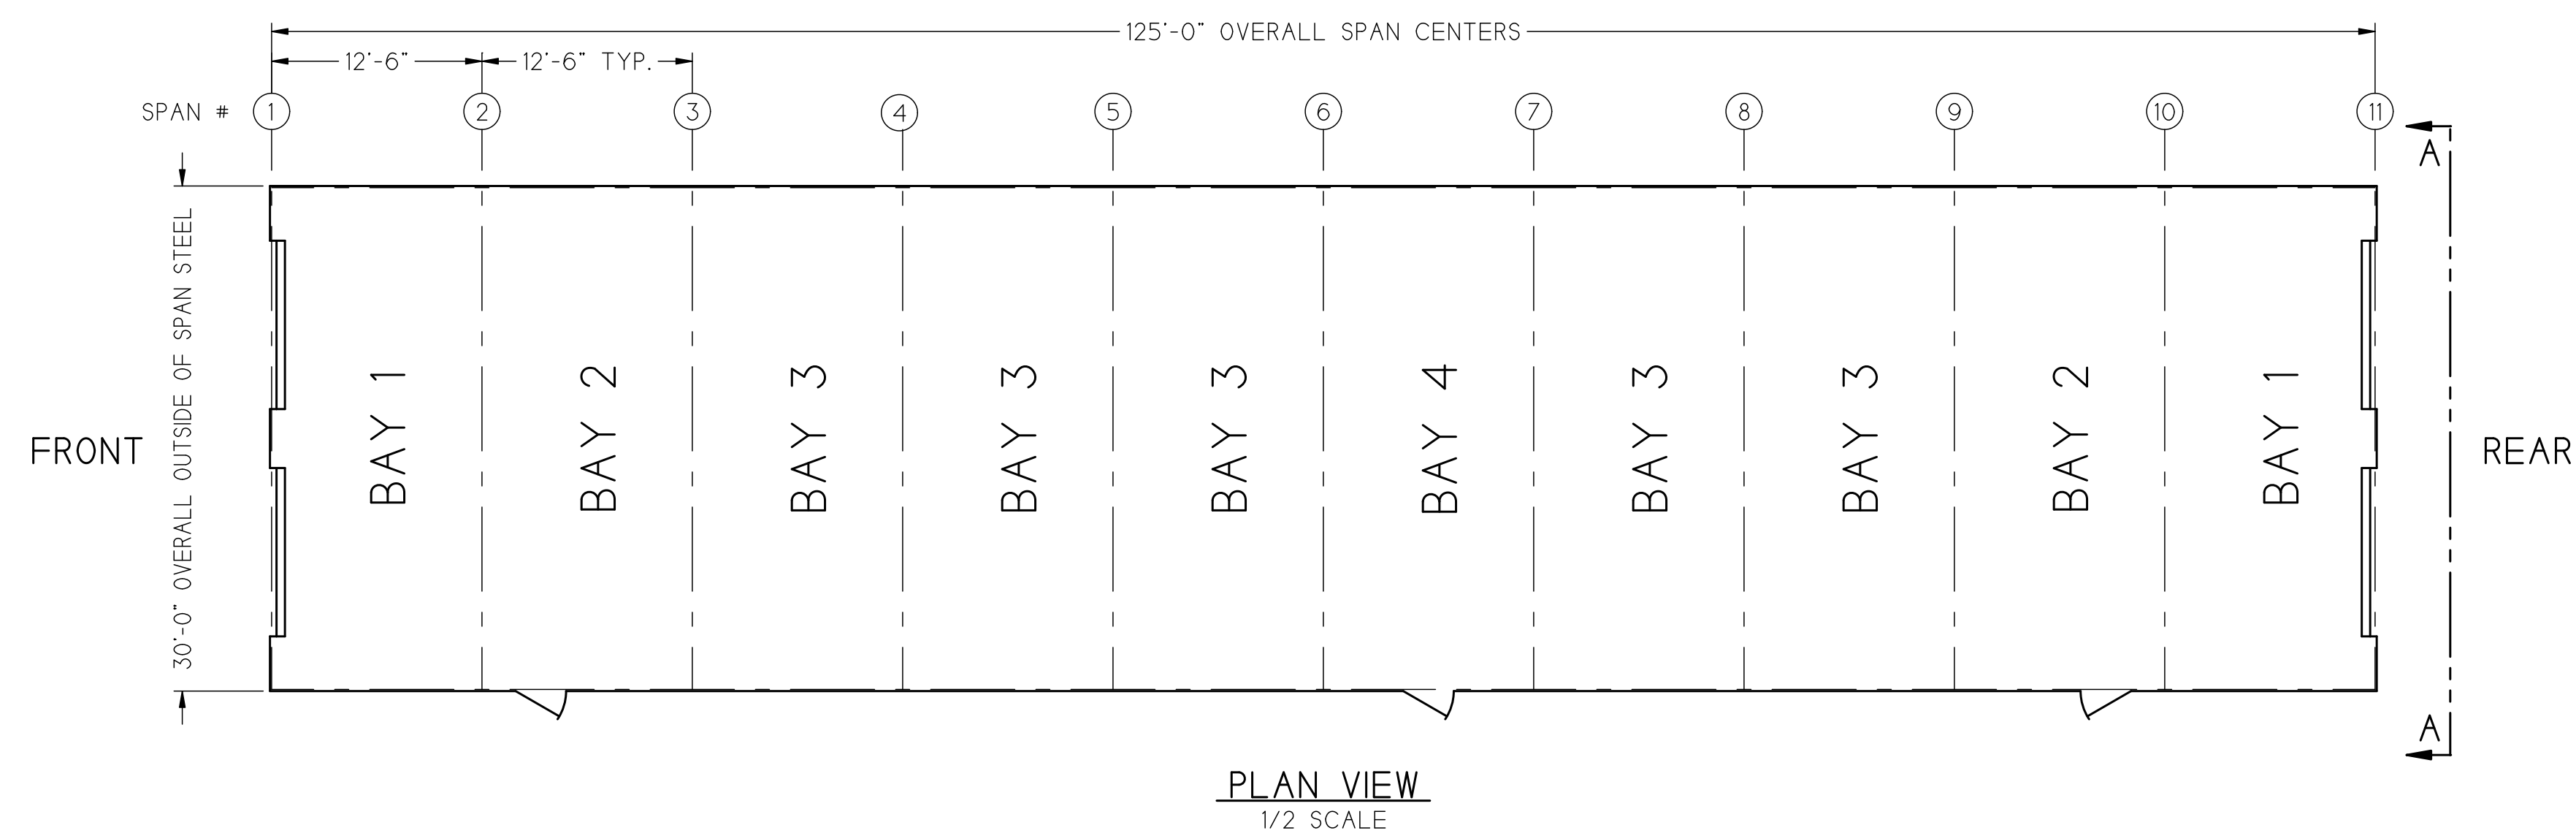 125'-0" OVERALL SPAN CENTERS
12'-6"
12'-6" TYP.
SPAN #
1
2
3
4
5
6
7
8
9
10
11
A
30'-0" OVERALL OUTSIDE OF SPAN STEEL
FRONT
BAY 1
BAY 2
BAY 3
BAY 3
BAY 3
BAY 4
BAY 3
BAY 3
BAY 2
BAY 1
REAR
A
PLAN VIEW
1/2 SCALE